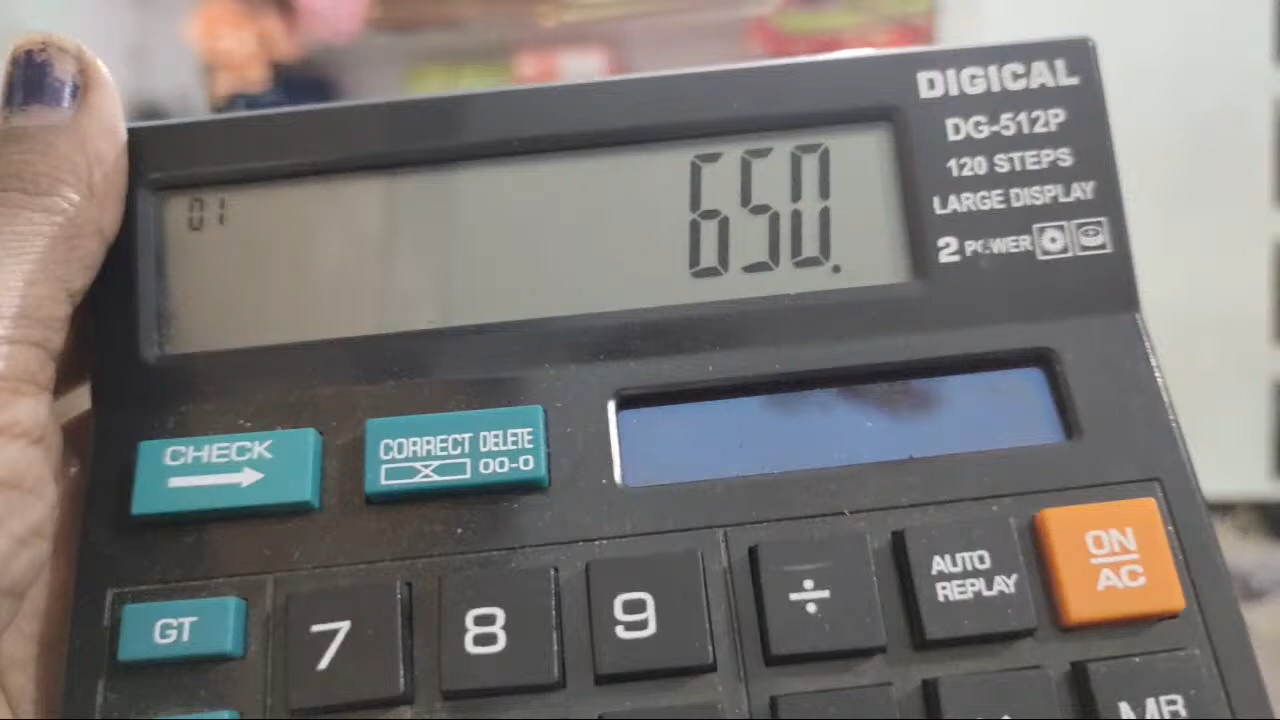 DIGICAL
DG-512P
120 STEPS
LARGE DISPLAY
2 POWER
01
650.
CHECK
CORRECT DELETE
X 00-0
GT
7
8
9
÷
AUTO
REPLAY
ON
AC
MR